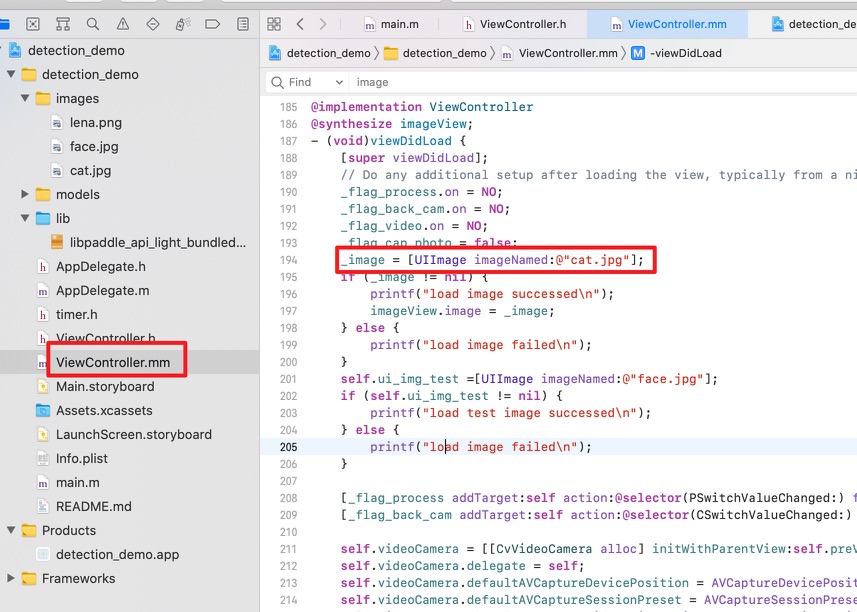 main.m
ViewController.h
ViewController.mm
detection_de
detection_demo
detection_demo
detection_demo
ViewController.mm
M
-viewDidLoad
Find
image
detection_demo
images
lena.png
face.jpg
cat.jpg
models
lib
libpaddle_api_light_bundled...
h AppDelegate.h
m AppDelegate.m
h timer.h
h ViewController.h
m ViewController.mm
Main.storyboard
Assets.xcassets
LaunchScreen.storyboard
Info.plist
m main.m
README.md
Products
detection_demo.app
Frameworks
185 @implementation ViewController
186 @synthesize imageView;
187 - (void)viewDidLoad {
188 [super viewDidLoad];
189 // Do any additional setup after loading the view, typically from a ni
190 _flag_process.on = NO;
191 _flag_back_cam.on = NO;
192 _flag_video.on = NO;
193 _flag_cap_photo = false;
194 _image = [UIImage imageNamed:@"cat.jpg"];
195 if (_image != nil) {
196 printf("load image successed\n");
197 imageView.image = _image;
198 } else {
199 printf("load image failed\n");
200 }
201 self.ui_img_test =[UIImage imageNamed:@"face.jpg"];
202 if (self.ui_img_test != nil) {
203 printf("load test image successed\n");
204 } else {
205 printf("load image failed\n");
206 }
207
208 [_flag_process addTarget:self action:@selector(PSwitchValueChanged:) f
209 [_flag_back_cam addTarget:self action:@selector(CSwitchValueChanged:)
210
211 self.videoCamera = [[CvVideoCamera alloc] initWithParentView:self.preV
212 self.videoCamera.delegate = self;
213 self.videoCamera.defaultAVCaptureDevicePosition = AVCaptureDevicePosit
214 self.videoCamera.defaultAVCaptureSessionPreset = AVCaptureSessionPrese